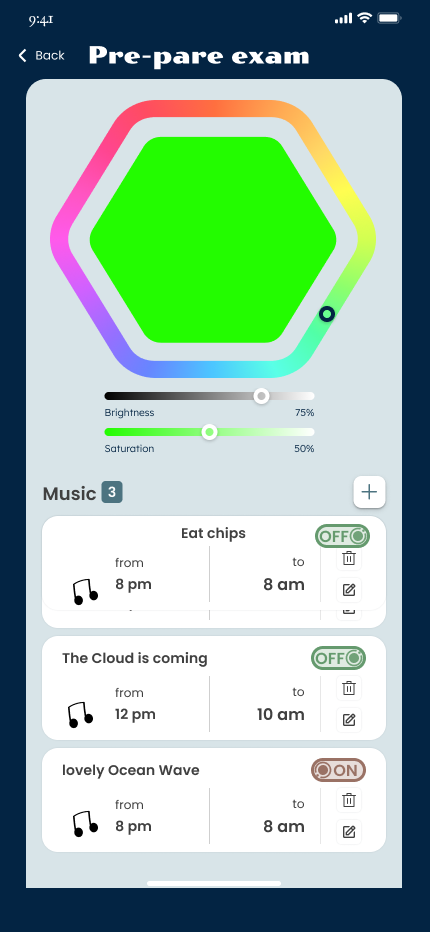 9:41
Back
Pre-pare exam
Brightness 75%
Saturation 50%
Music 3
Eat chips
OFF
from to
8 pm 8 am
The Cloud is coming
OFF
from to
12 pm 10 am
lovely Ocean Wave
ON
from to
8 pm 8 am